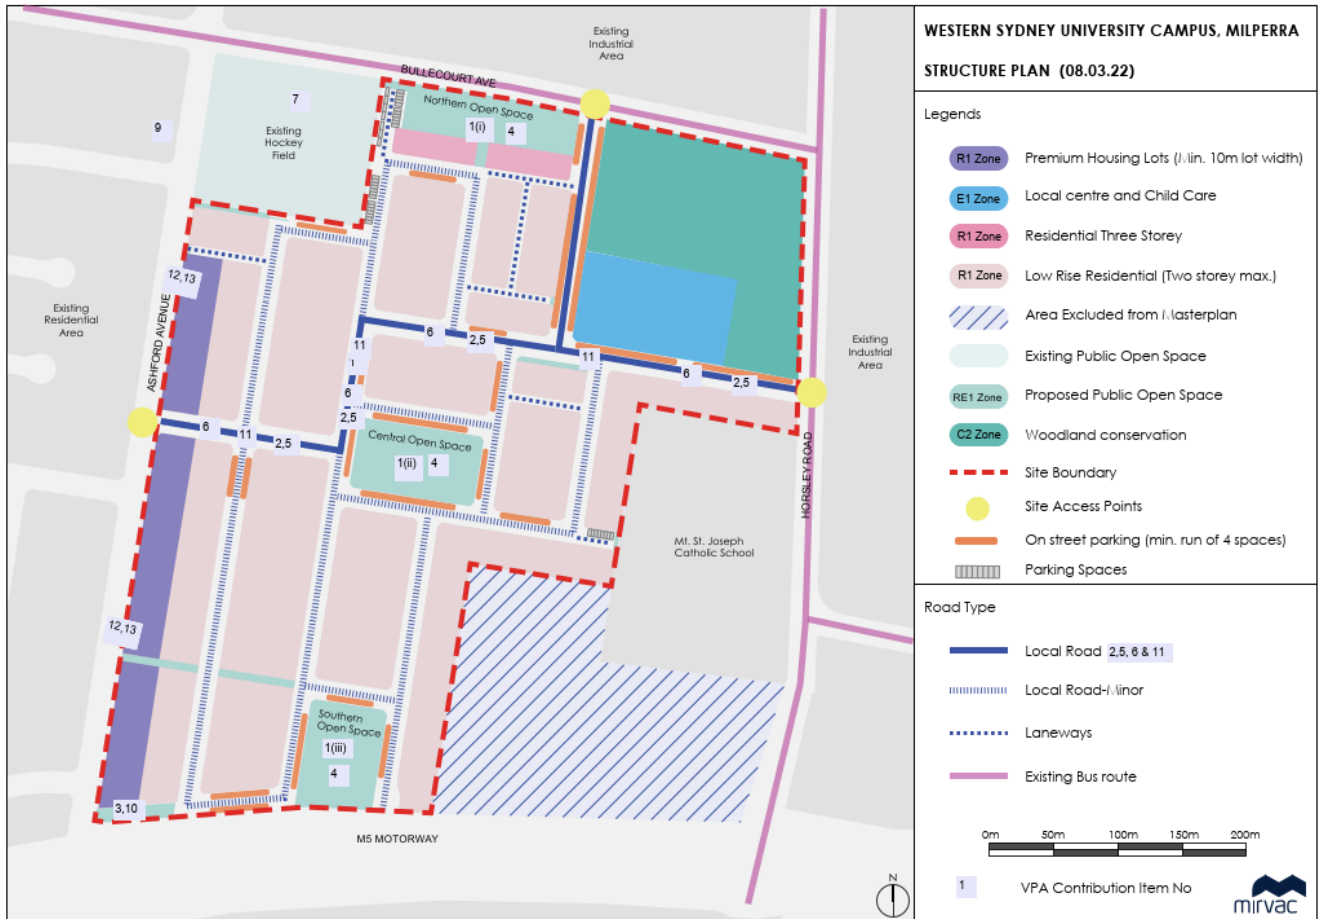 WESTERN SYDNEY UNIVERSITY CAMPUS, MILPERRA
STRUCTURE PLAN (08.03.22)
Legends
R1 Zone Premium Housing Lots (Min. 10m lot width)
E1 Zone Local centre and Child Care
R1 Zone Residential Three Storey
R1 Zone Low Rise Residential (Two storey max.)
Area Excluded from Masterplan
Existing Public Open Space
RE1 Zone Proposed Public Open Space
C2 Zone Woodland conservation
Site Boundary
Site Access Points
On street parking (min. run of 4 spaces)
Parking Spaces
Road Type
Local Road 2,5, 6 & 11
Local Road-Minor
Laneways
Existing Bus route
0m 50m 100m 150m 200m
1 VPA Contribution Item No
mirvac
N
Existing
Industrial
Area
BULLECOURT AVE
7
Northern Open Space
1(i) 4
9
Existing
Hockey
Field
12,13
Existing
Residential
Area
ASHFORD AVENUE
6
2,5
11
11
1
6
2,5
6
2,5
Existing
Industrial
Area
6
11
2,5
Central Open Space
1(ii) 4
HORSLEY ROAD
Mt. St. Joseph
Catholic School
12,13
Southern
Open Space
1(iii)
4
3,10
M5 MOTORWAY